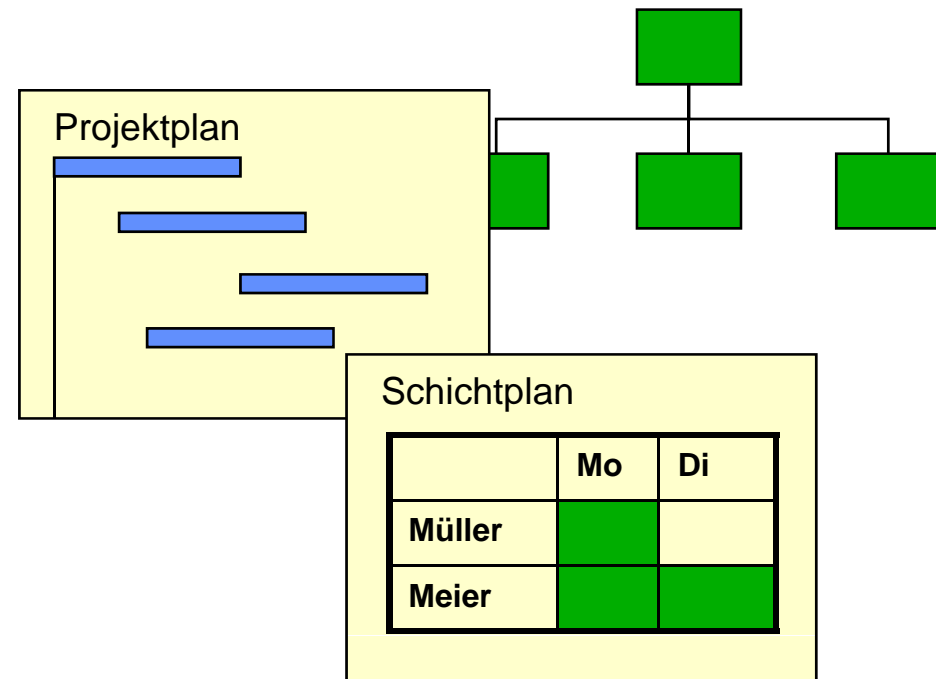 Projektplan
Schichtplan
Mo Di
Müller
Meier